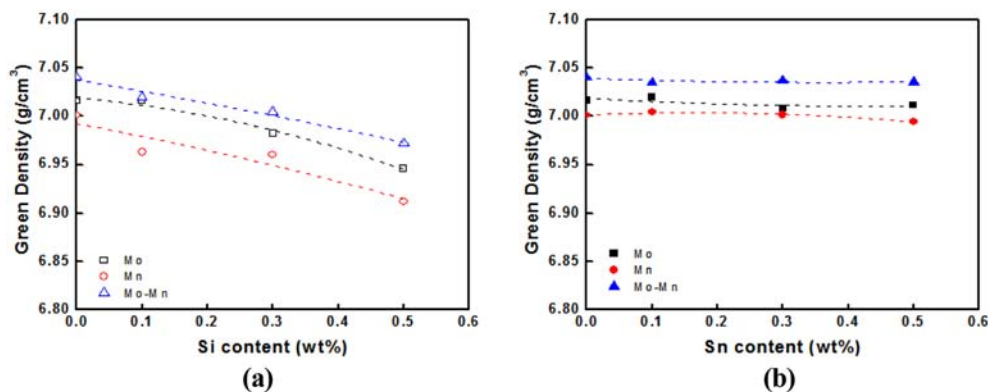 7.10
7.05
7.00
6.95
6.90
6.85
6.80
Green Density (g/cm³)
Mo
Mn
Mo-Mn
0.0 0.1 0.2 0.3 0.4 0.5 0.6
Si content (wt%)
(a)
7.10
7.05
7.00
6.95
6.90
6.85
6.80
Green Density (g/cm³)
Mo
Mn
Mo-Mn
0.0 0.1 0.2 0.3 0.4 0.5 0.6
Sn content (wt%)
(b)